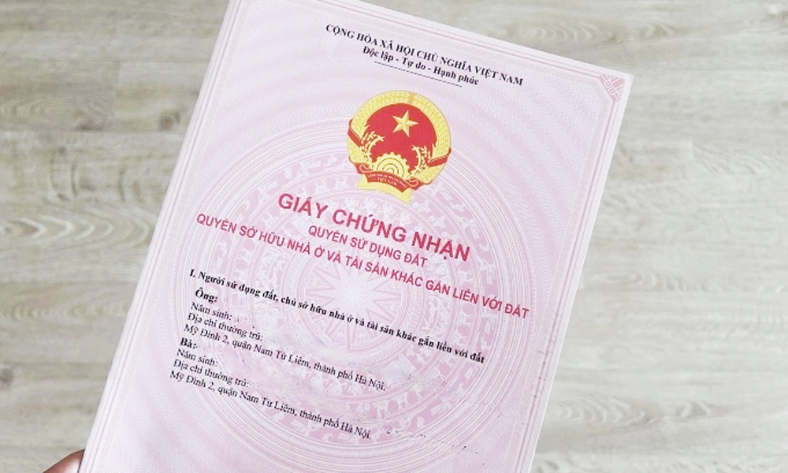 CỘNG HÒA XÃ HỘI CHỦ NGHĨA VIỆT NAM
Độc lập - Tự do - Hạnh phúc
GIẤY CHỨNG NHẬN
QUYỀN SỬ DỤNG ĐẤT
QUYỀN SỞ HỮU NHÀ Ở VÀ TÀI SẢN KHÁC GẮN LIỀN VỚI ĐẤT
I. Người sử dụng đất, chủ sở hữu nhà ở và tài sản khác gắn liền với đất
Ông:
Năm sinh:
Địa chỉ thường trú:
Mỹ Đình 2, quận Nam Từ Liêm, thành phố Hà Nội.
Bà:
Năm sinh:
Địa chỉ thường trú:
Mỹ Đình 2, quận Nam Từ Liêm, thành phố Hà Nội.